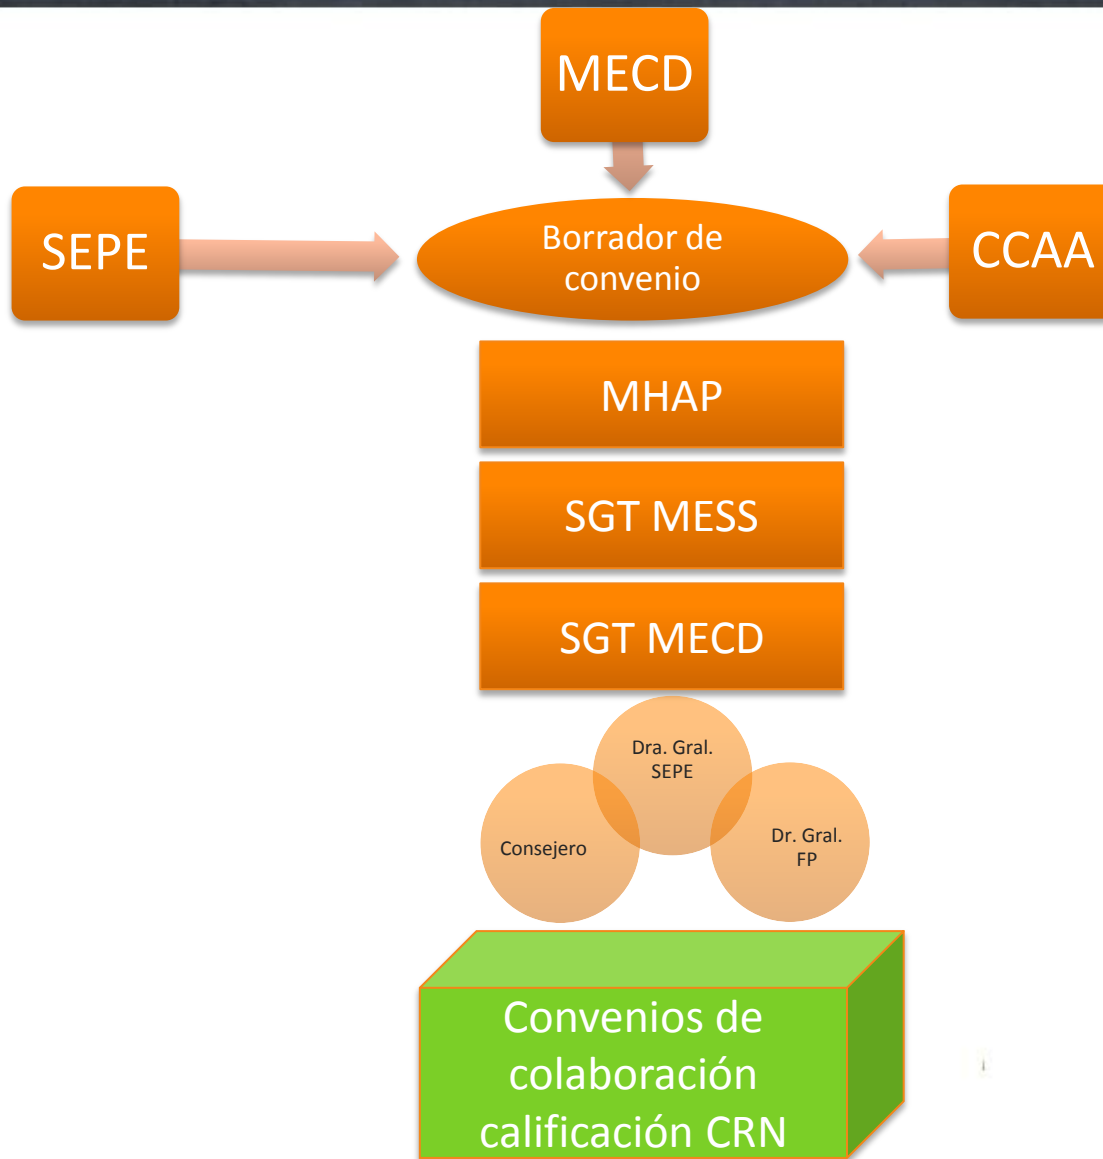 MECD
SEPE
Borrador de
convenio
CCAA
MHAP
SGT MESS
SGT MECD
Dra. Gral.
SEPE
Consejero
Dr. Gral.
FP
Convenios de
colaboración
calificación CRN